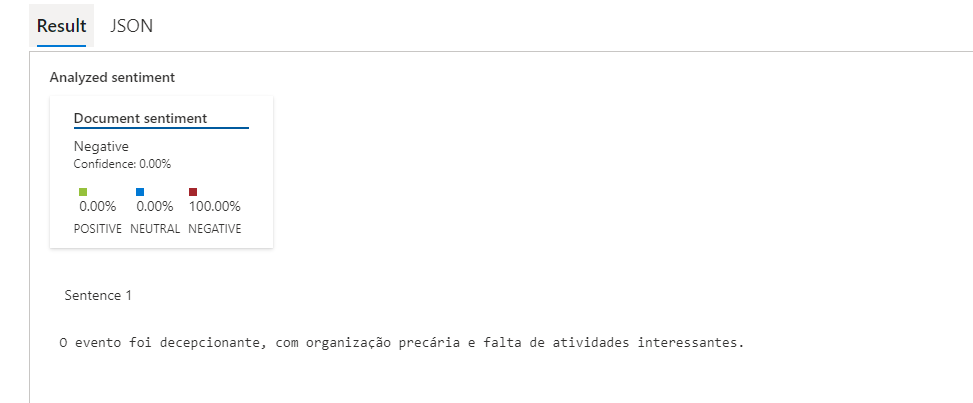 Result JSON
Analyzed sentiment
Document sentiment
Negative
Confidence: 0.00%
0.00% 0.00% 100.00%
POSITIVE NEUTRAL NEGATIVE
Sentence 1
O evento foi decepcionante, com organização precária e falta de atividades interessantes.